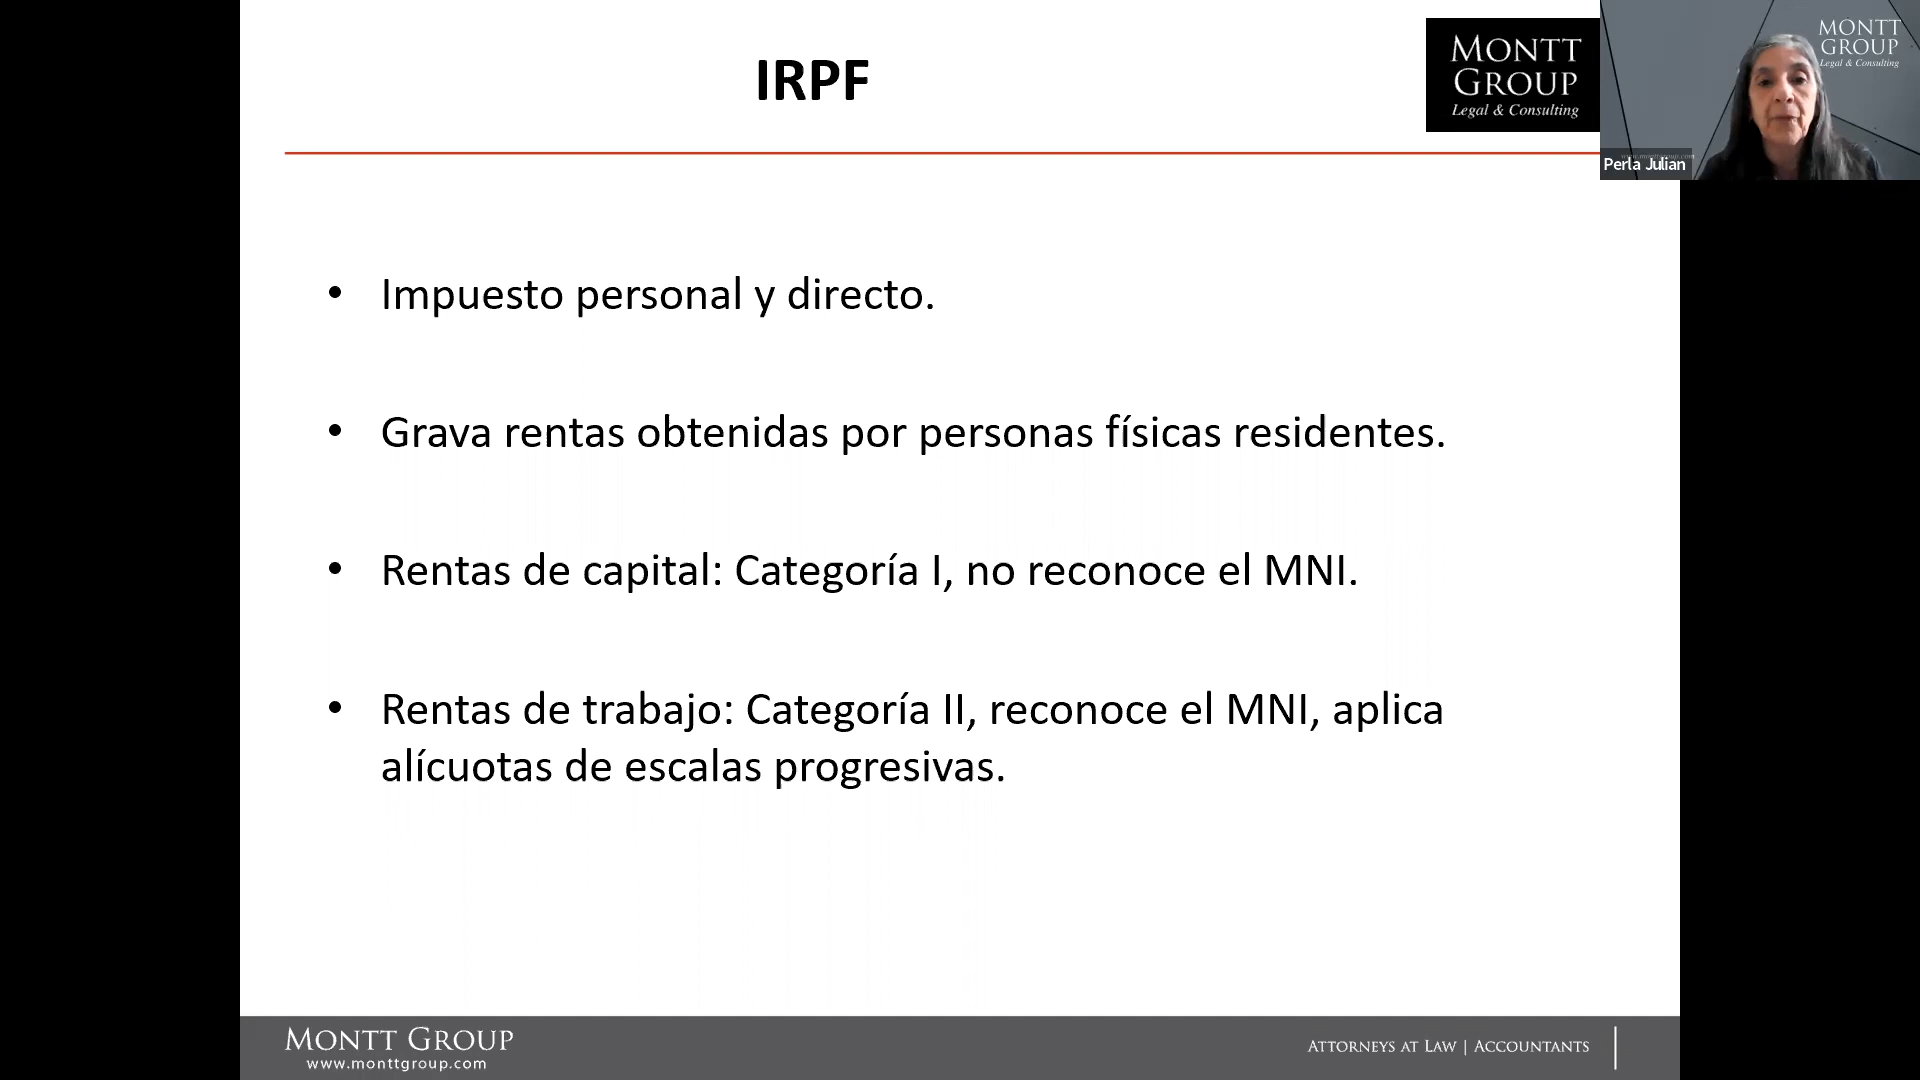 IRPF
MONTT
GROUP
Legal & Consulting
MONTT
GROUP
Legal & Consulting
Perla Julian
• Impuesto personal y directo.
• Grava rentas obtenidas por personas físicas residentes.
• Rentas de capital: Categoría I, no reconoce el MNI.
• Rentas de trabajo: Categoría II, reconoce el MNI, aplica
alícuotas de escalas progresivas.
MONTT GROUP
www.monttgroup.com
ATTORNEYS AT LAW | ACCOUNTANTS